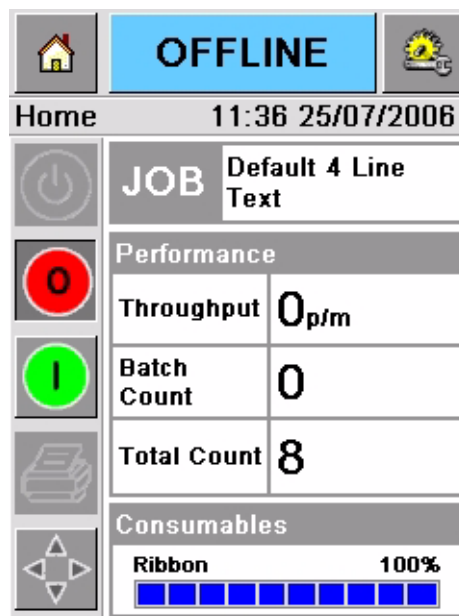 OFFLINE
Home 11:36 25/07/2006
JOB Default 4 Line
Text
Performance
O
Throughput 0p/m
I
Batch
Count 0
Total Count 8
Consumables
Ribbon 100%